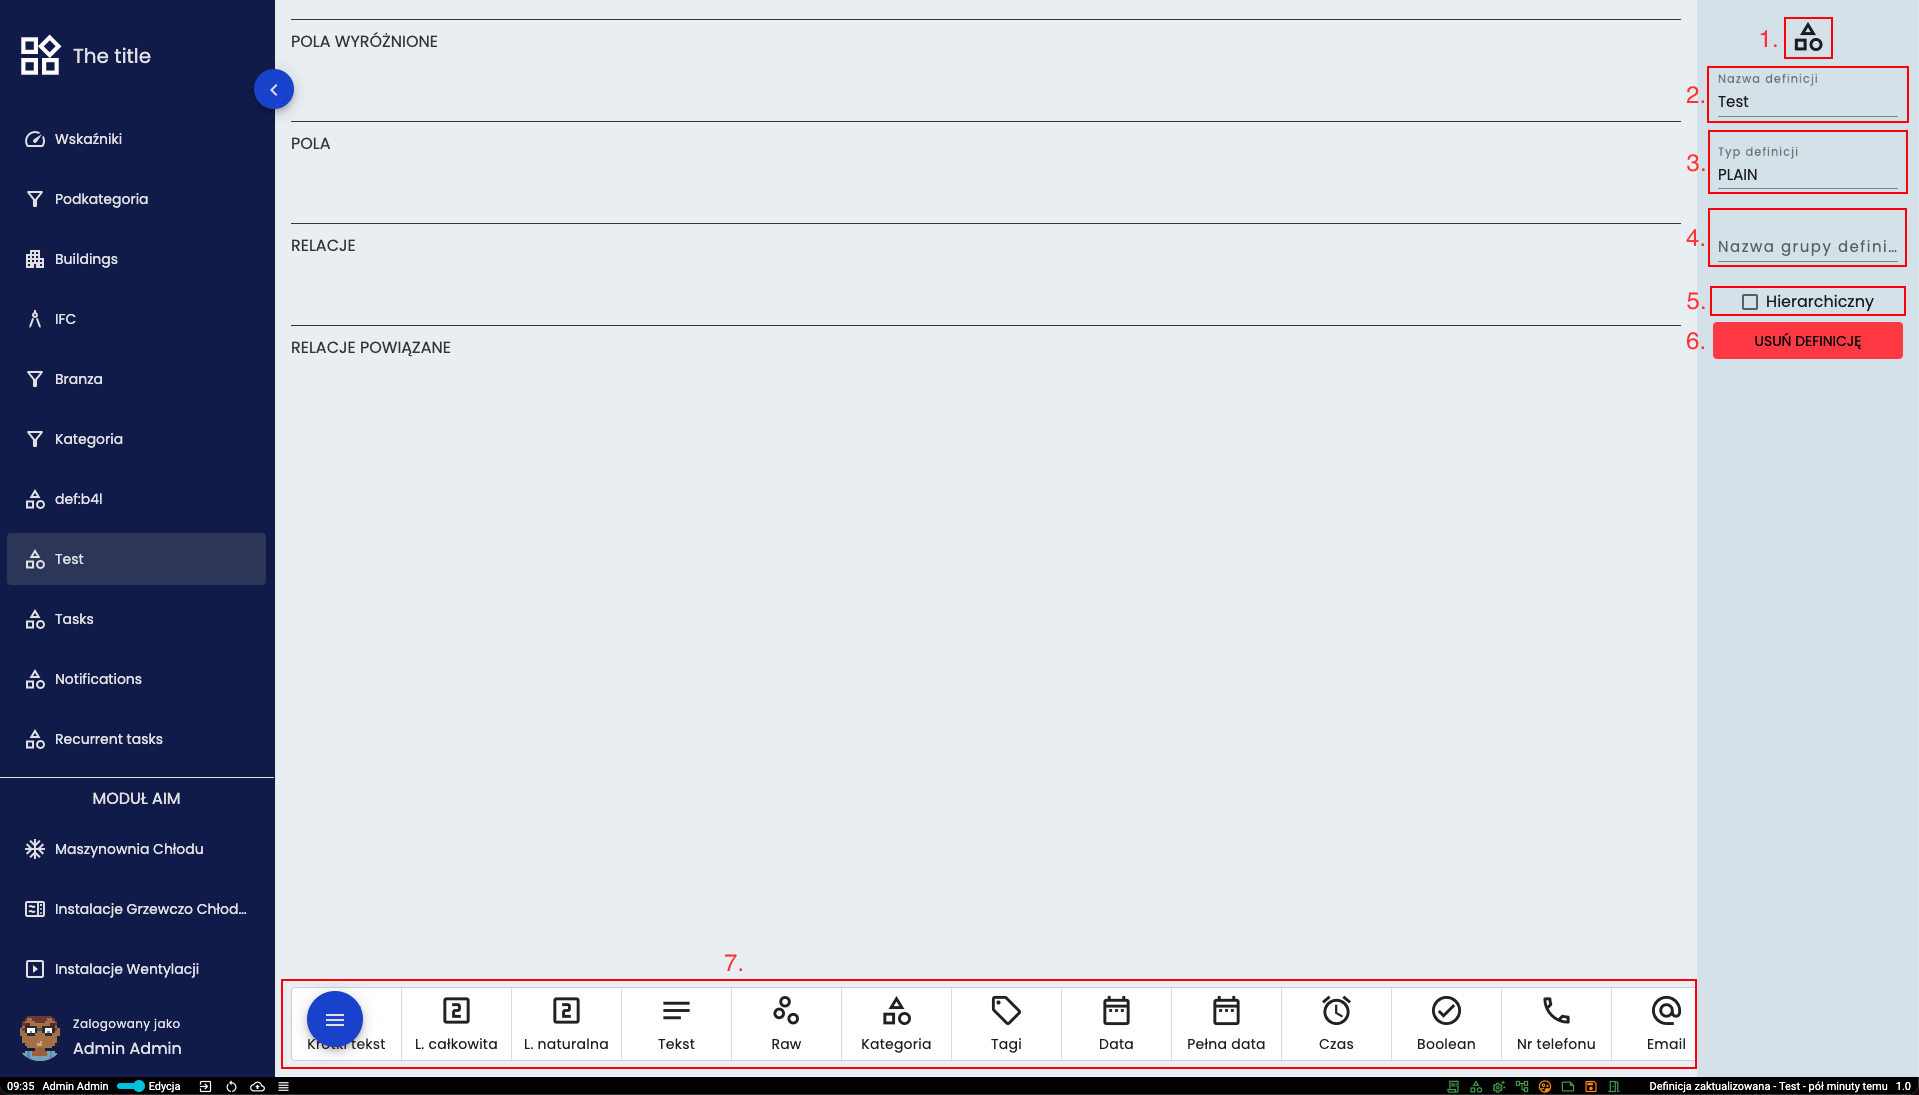 The title
Wskaźniki
Podkategoria
Buildings
IFC
Branza
Kategoria
def:b4l
Test
Tasks
Notifications
Recurrent tasks
MODUŁ AIM
Maszynownia Chłodu
Instalacje Grzewczo Chłod...
Instalacje Wentylacji
Zalogowany jako
Admin Admin
POLA WYRÓŻNIONE
POLA
RELACJE
RELACJE POWIĄZANE
1.
2.
Nazwa definicji
Test
3.
Typ definicji
PLAIN
4.
Nazwa grupy defini...
5.
Hierarchiczny
6.
USUŃ DEFINICJĘ
7.
Krótki tekst
L. całkowita
L. naturalna
Tekst
Raw
Kategoria
Tagi
Data
Pełna data
Czas
Boolean
Nr telefonu
Email
09:35 Admin Admin Edycja
Definicja zaktualizowana - Test - pół minuty temu 1.0